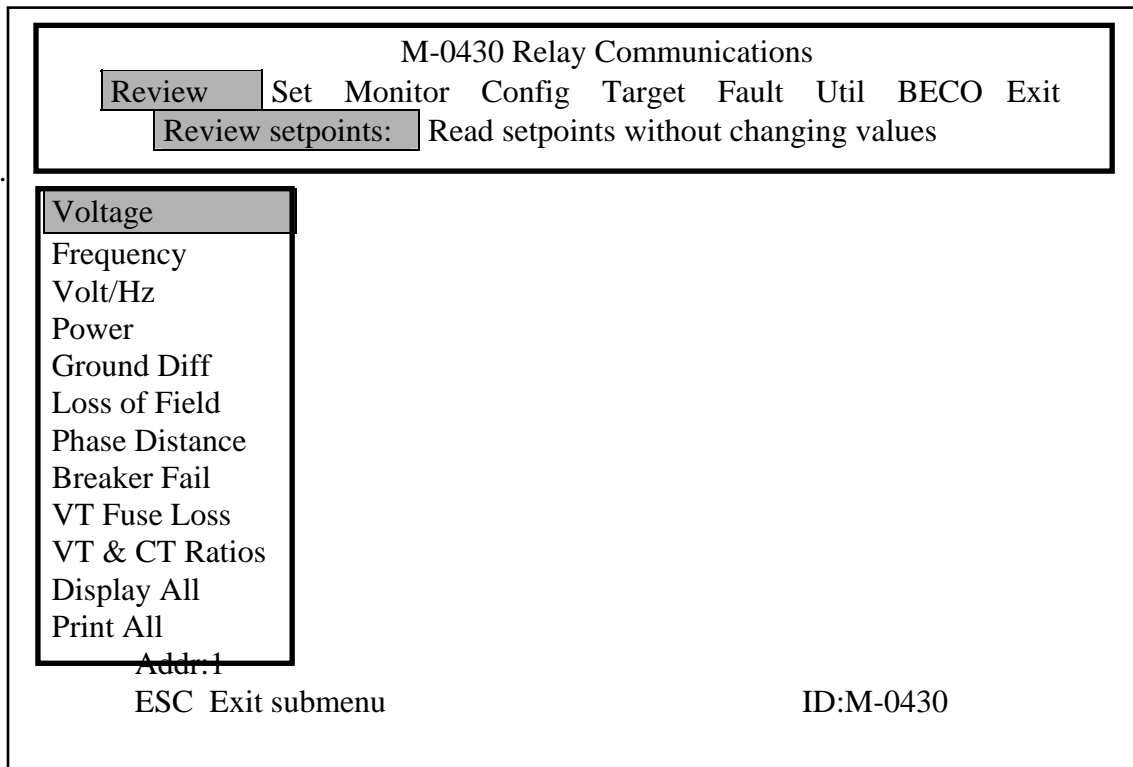 M-0430 Relay Communications
Review Set Monitor Config Target Fault Util BECO Exit
Review setpoints: Read setpoints without changing values
Voltage
Frequency
Volt/Hz
Power
Ground Diff
Loss of Field
Phase Distance
Breaker Fail
VT Fuse Loss
VT & CT Ratios
Display All
Print All
Addr:1
ESC Exit submenu ID:M-0430